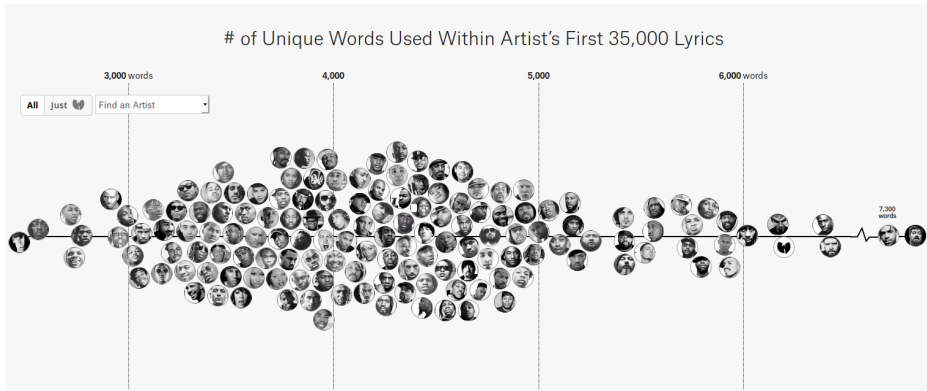 # of Unique Words Used Within Artist's First 35,000 Lyrics
3,000 words
4,000
5,000
6,000 words
All
Just
Find an Artist
7,300
words